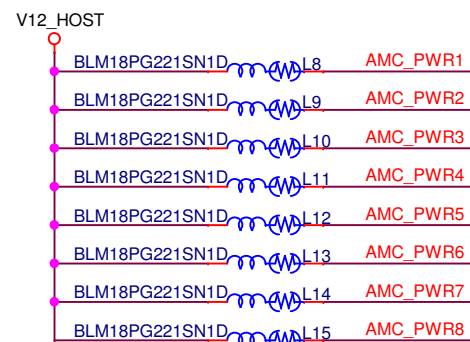 V12_HOST
BLM18PG221SN1D L8 AMC_PWR1
BLM18PG221SN1D L9 AMC_PWR2
BLM18PG221SN1D L10 AMC_PWR3
BLM18PG221SN1D L11 AMC_PWR4
BLM18PG221SN1D L12 AMC_PWR5
BLM18PG221SN1D L13 AMC_PWR6
BLM18PG221SN1D L14 AMC_PWR7
BLM18PG221SN1D L15 AMC_PWR8